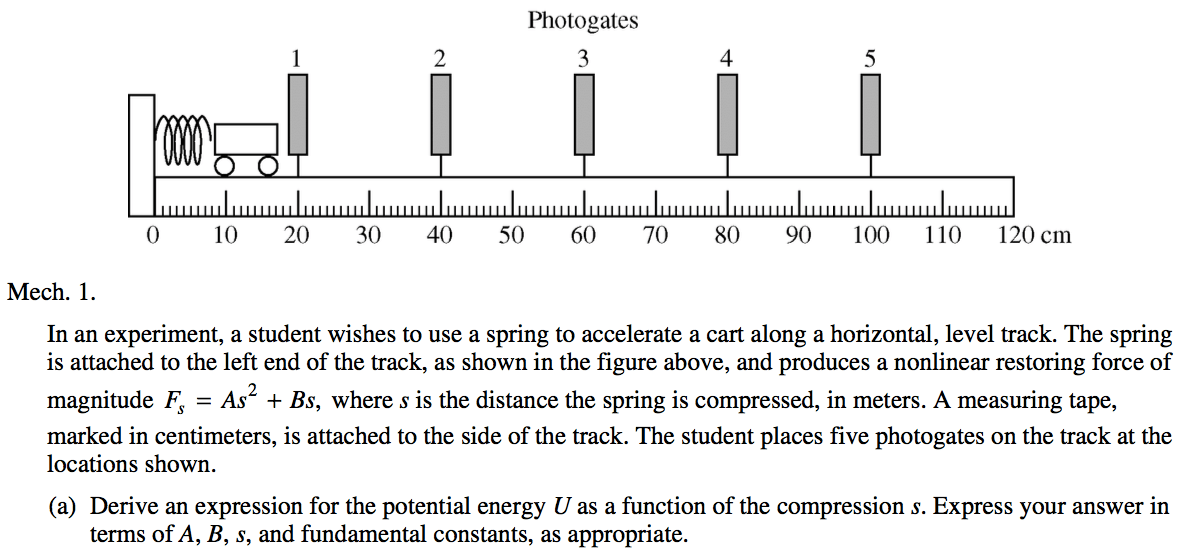 Photogates
1 2 3 4 5
0 10 20 30 40 50 60 70 80 90 100 110 120 cm
Mech. 1.
In an experiment, a student wishes to use a spring to accelerate a cart along a horizontal, level track. The spring
is attached to the left end of the track, as shown in the figure above, and produces a nonlinear restoring force of
magnitude Fₛ = As² + Bs, where s is the distance the spring is compressed, in meters. A measuring tape,
marked in centimeters, is attached to the side of the track. The student places five photogates on the track at the
locations shown.
(a) Derive an expression for the potential energy U as a function of the compression s. Express your answer in
terms of A, B, s, and fundamental constants, as appropriate.